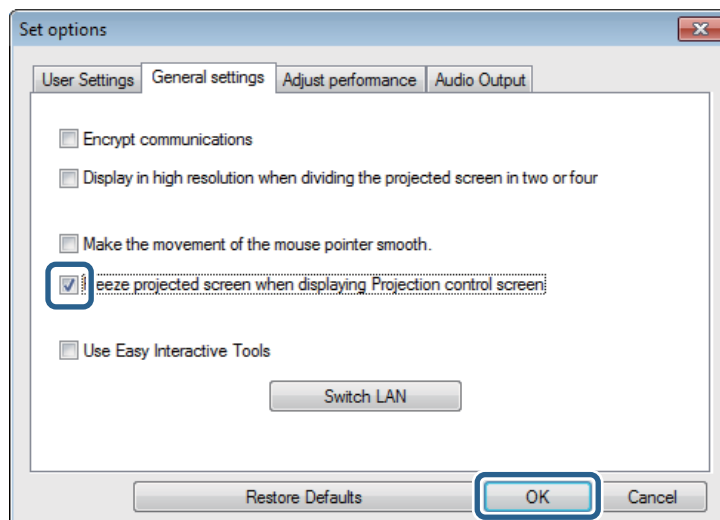 Set options
User Settings General settings Adjust performance Audio Output
Encrypt communications
Display in high resolution when dividing the projected screen in two or four
Make the movement of the mouse pointer smooth.
eeze projected screen when displaying Projection control screen
Use Easy Interactive Tools
Switch LAN
Restore Defaults OK Cancel